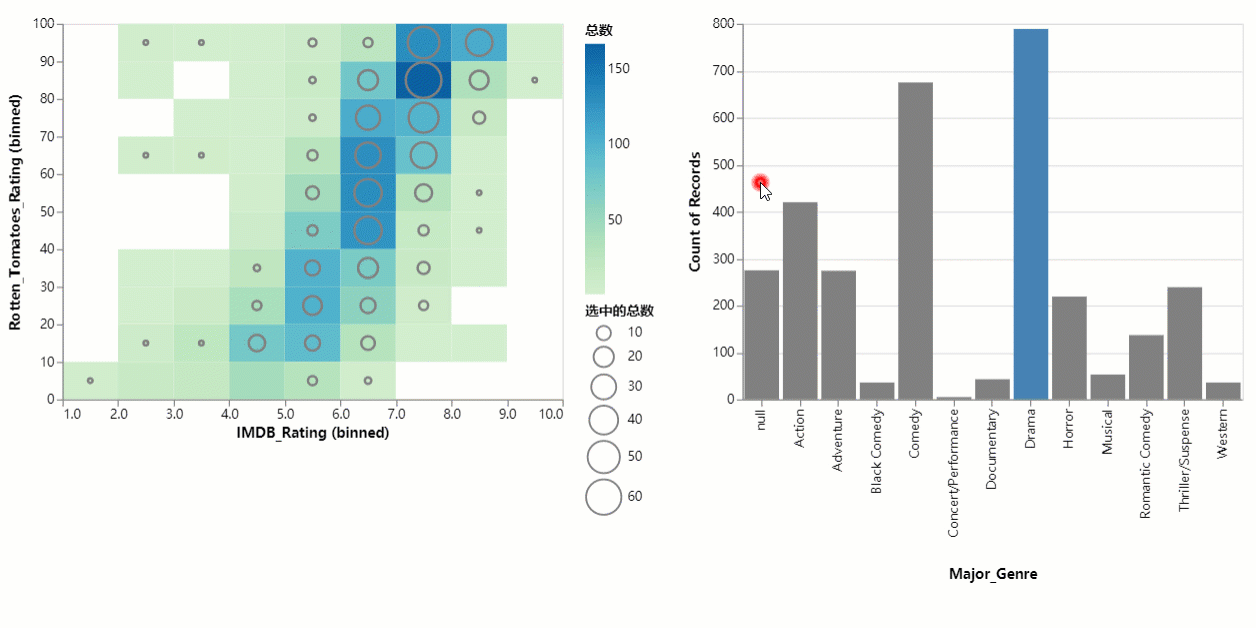 Rotten_Tomatoes_Rating (binned)
100
90
80
70
60
50
40
30
20
10
0
1.0 2.0 3.0 4.0 5.0 6.0 7.0 8.0 9.0 10.0
IMDB_Rating (binned)
总数
150
100
50
选中的总数
10
20
30
40
50
60
Count of Records
800
700
600
500
400
300
200
100
0
null
Action
Adventure
Black Comedy
Comedy
Concert/Performance
Documentary
Drama
Horror
Musical
Romantic Comedy
Thriller/Suspense
Western
Major_Genre